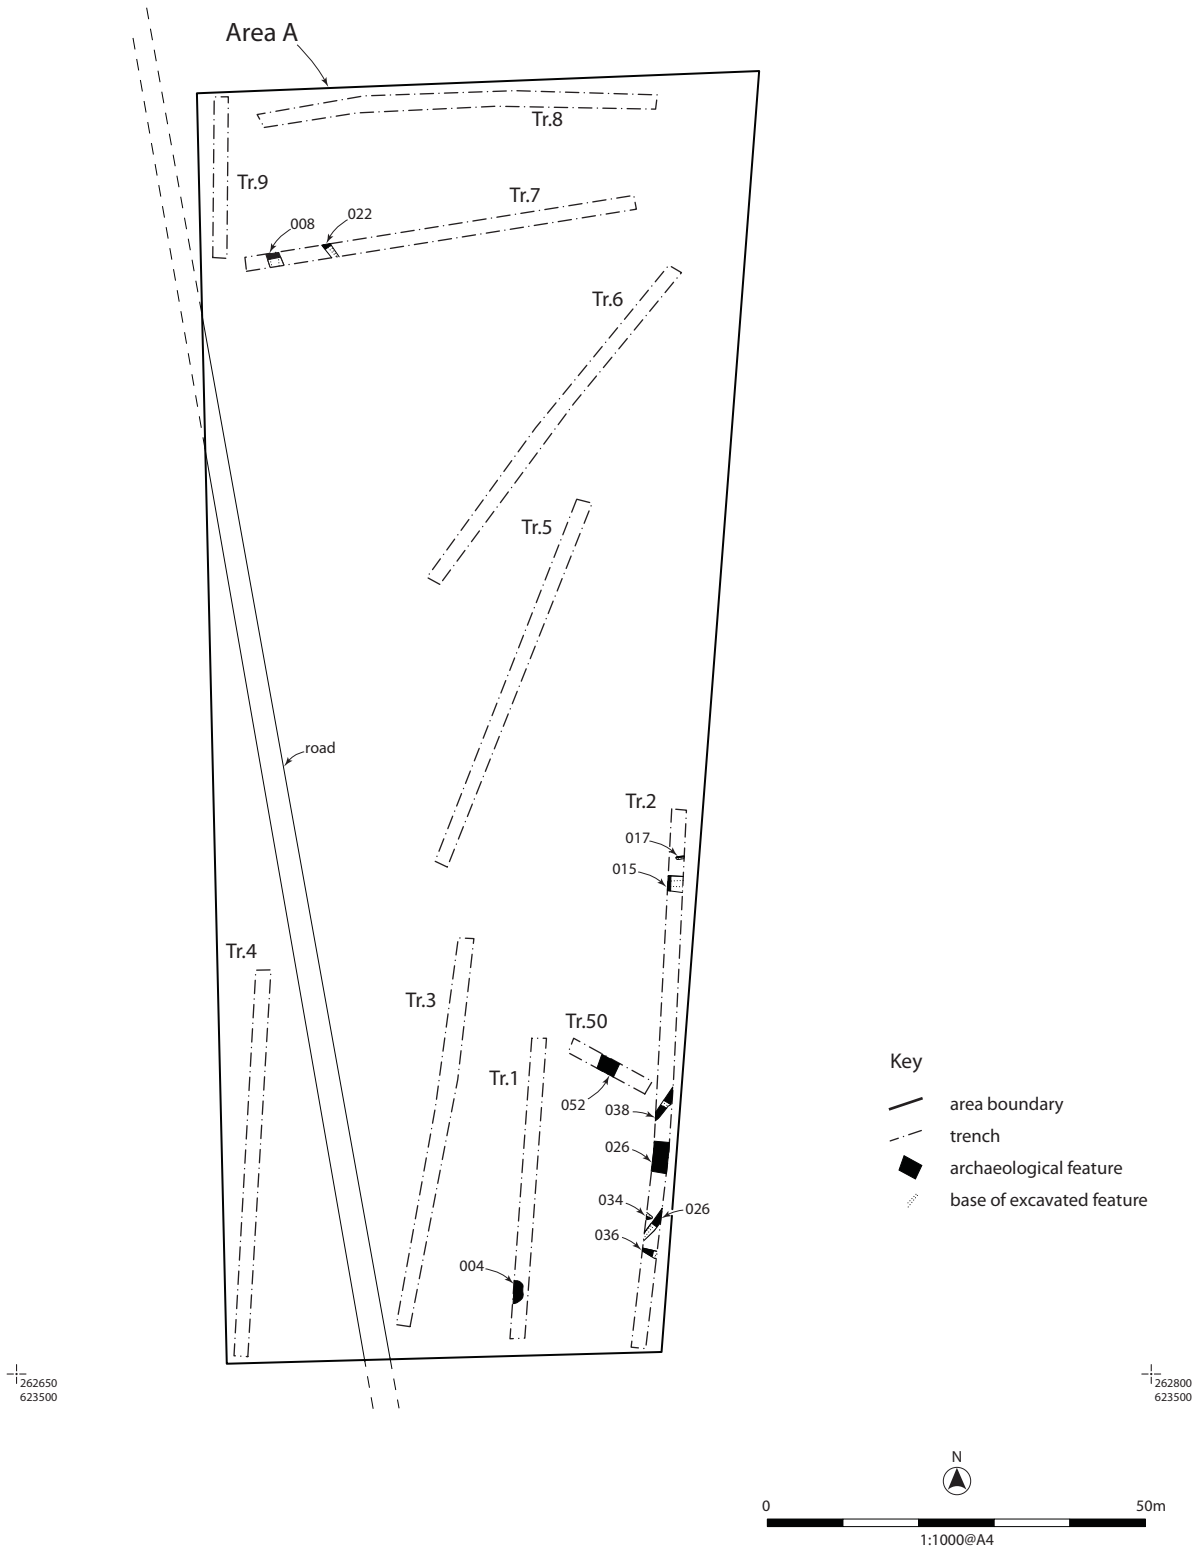 Area A
Tr.8
Tr.9
Tr.7
008
022
Tr.6
Tr.5
road
Tr.2
017
015
Tr.4
Tr.3
Tr.50
Tr.1
052
038
026
034
026
036
004
Key
area boundary
trench
archaeological feature
base of excavated feature
262650
623500
262800
623500
N
0
50m
1:1000@A4